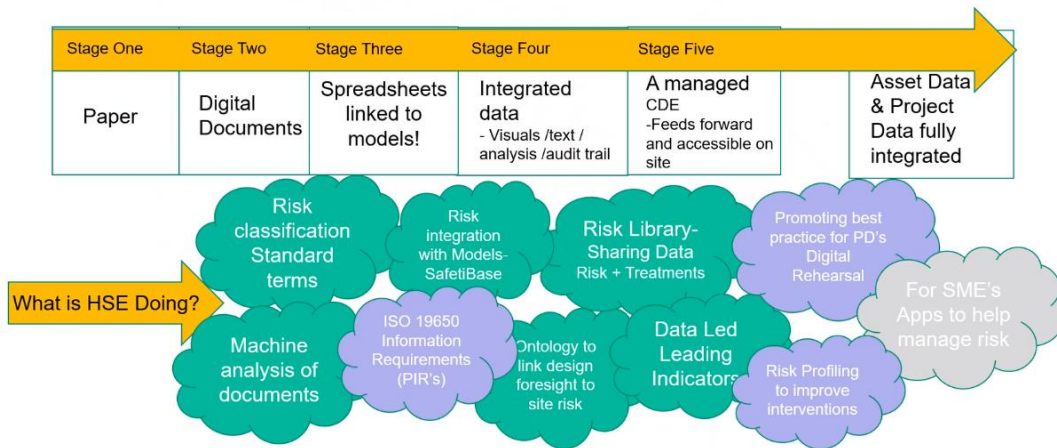 Stage One
Stage Two
Stage Three
Stage Four
Stage Five
Paper
Digital
Documents
Spreadsheets
linked to
models!
Integrated
data
- Visuals /text /
analysis /audit trail
A managed
CDE
-Feeds forward
and accessible on
site
Asset Data
& Project
Data fully
integrated
What is HSE Doing?
Risk
classification
Standard
terms
Risk
integration
with Models-
SafetiBase
Risk Library-
Sharing Data
Risk + Treatments
Promoting best
practice for PD's
Digital
Rehearsal
For SME's
Apps to help
manage risk
Machine
analysis of
documents
ISO 19650
Information
Requirements
(PIR's)
Ontology to
link design
foresight to
site risk
Data Led
Leading
Indicators
Risk Profiling
to improve
interventions